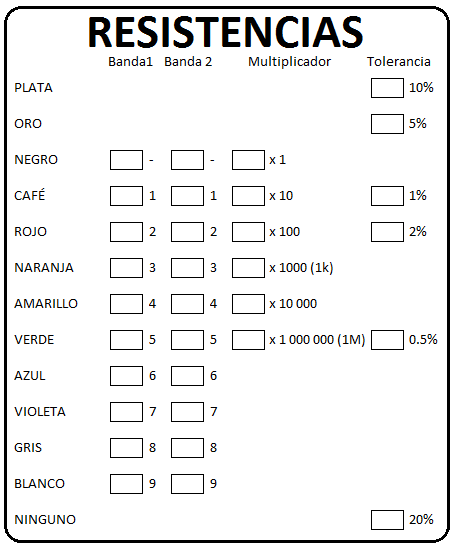 RESISTENCIAS
Banda1 Banda 2 Multiplicador Tolerancia
PLATA 10%
ORO 5%
NEGRO - - x 1
CAFÉ 1 1 x 10 1%
ROJO 2 2 x 100 2%
NARANJA 3 3 x 1000 (1k)
AMARILLO 4 4 x 10 000
VERDE 5 5 x 1 000 000 (1M) 0.5%
AZUL 6 6
VIOLETA 7 7
GRIS 8 8
BLANCO 9 9
NINGUNO 20%